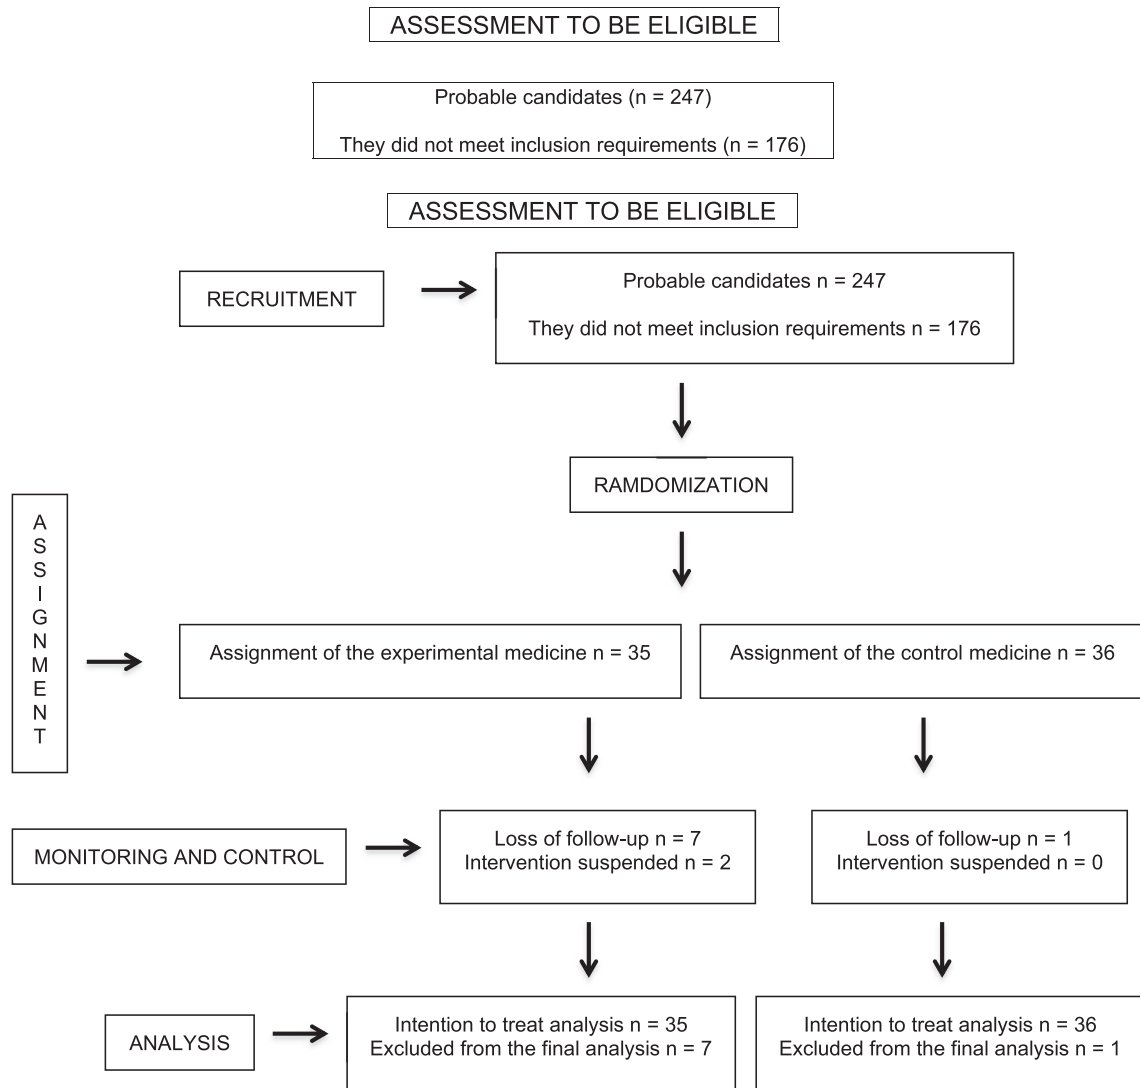 ASSESSMENT TO BE ELIGIBLE
Probable candidates (n = 247)
They did not meet inclusion requirements (n = 176)
ASSESSMENT TO BE ELIGIBLE
RECRUITMENT
Probable candidates n = 247
They did not meet inclusion requirements n = 176
RAMDOMIZATION
ASSIGNMENT
Assignment of the experimental medicine n = 35
Assignment of the control medicine n = 36
MONITORING AND CONTROL
Loss of follow-up n = 7
Intervention suspended n = 2
Loss of follow-up n = 1
Intervention suspended n = 0
ANALYSIS
Intention to treat analysis n = 35
Excluded from the final analysis n = 7
Intention to treat analysis n = 36
Excluded from the final analysis n = 1